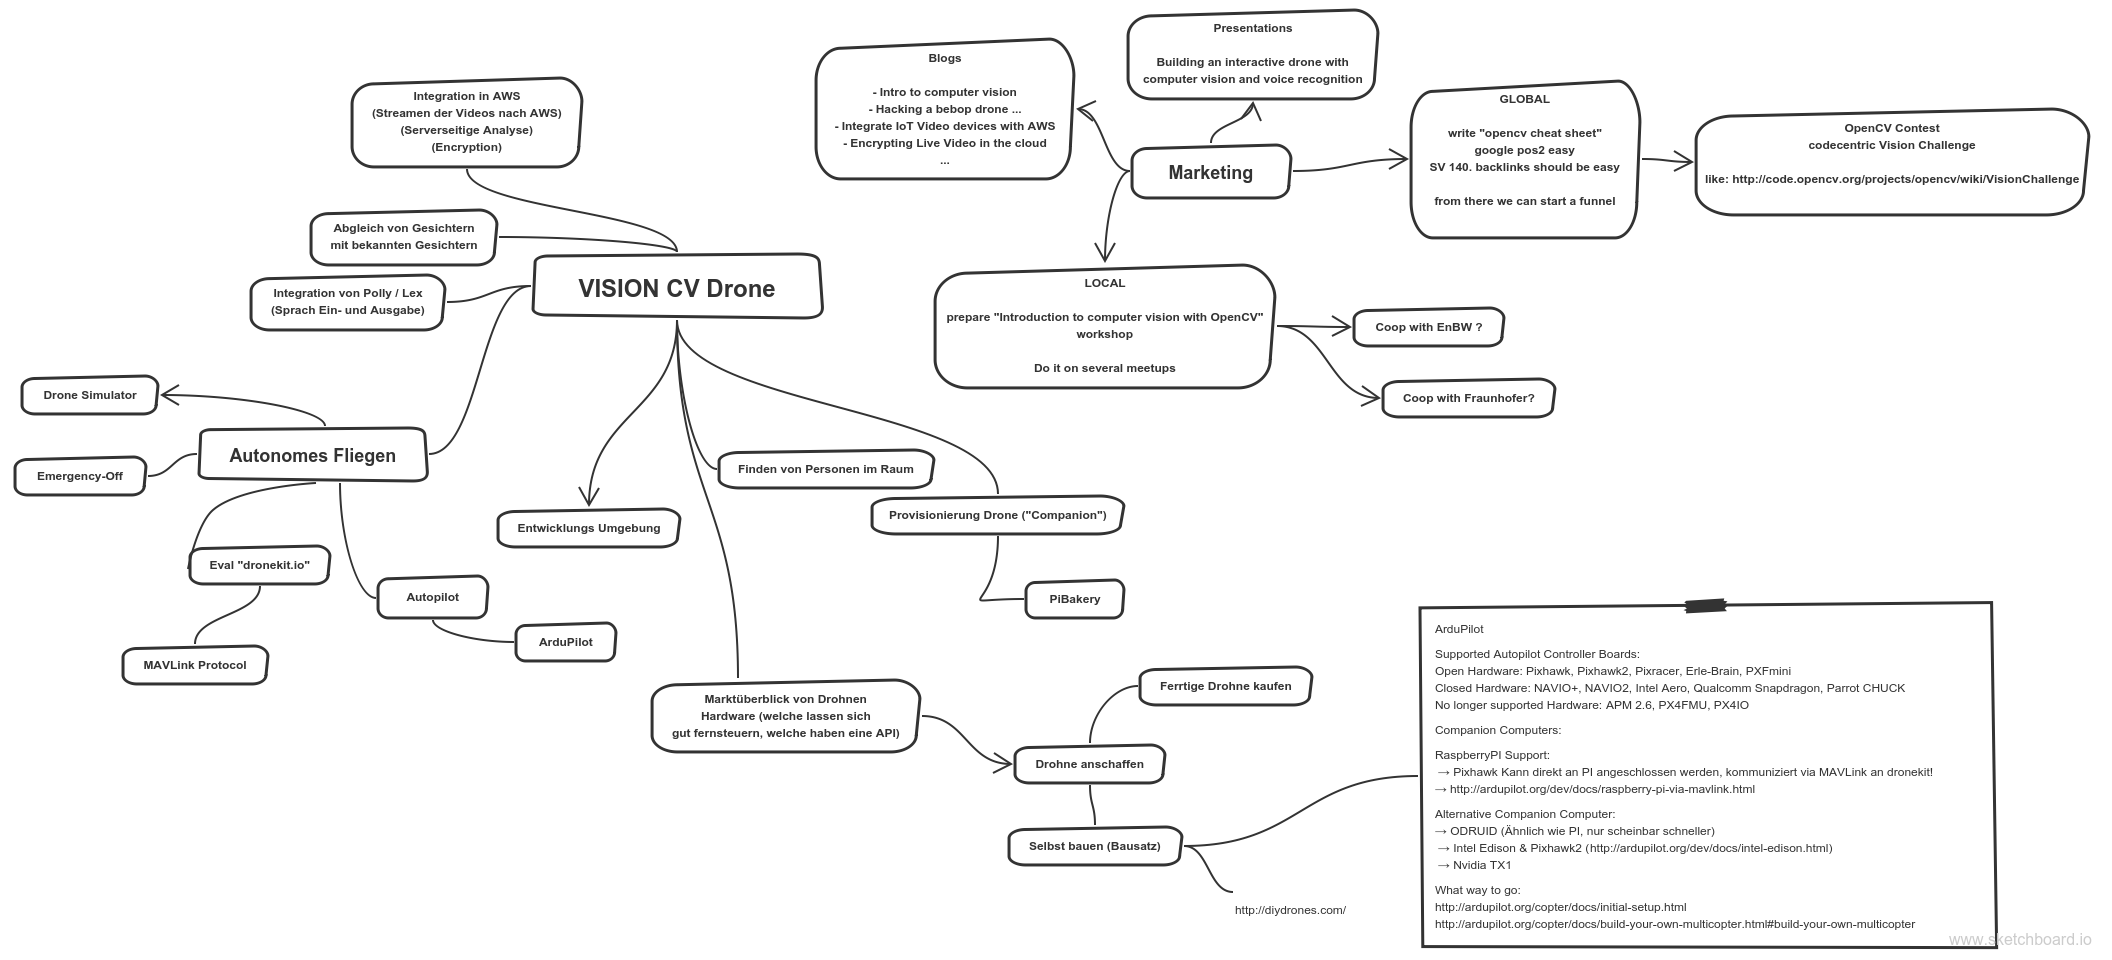 Integration in AWS
(Streamen der Videos nach AWS)
(Serverseitige Analyse)
(Encryption)
Abgleich von Gesichtern
mit bekannten Gesichtern
Integration von Polly / Lex
(Sprach Ein- und Ausgabe)
VISION CV Drone
Drone Simulator
Autonomes Fliegen
Emergency-Off
Eval "dronekit.io"
MAVLink Protocol
Autopilot
ArduPilot
Entwicklungs Umgebung
Finden von Personen im Raum
Provisionierung Drone ("Companion")
PiBakery
Marktüberblick von Drohnen
Hardware (welche lassen sich
gut fernsteuern, welche haben eine API)
Drohne anschaffen
Ferrtige Drohne kaufen
Selbst bauen (Bausatz)
http://diydrones.com/
Blogs
- Intro to computer vision
- Hacking a bebop drone ...
- Integrate IoT Video devices with AWS
- Encrypting Live Video in the cloud
...
Presentations
Building an interactive drone with
computer vision and voice recognition
Marketing
GLOBAL
write "opencv cheat sheet"
google pos2 easy
SV 140. backlinks should be easy
from there we can start a funnel
OpenCV Contest
codecentric Vision Challenge
like: http://code.opencv.org/projects/opencv/wiki/VisionChallenge
LOCAL
prepare "Introduction to computer vision with OpenCV"
workshop
Do it on several meetups
Coop with EnBW ?
Coop with Fraunhofer?
ArduPilot
Supported Autopilot Controller Boards:
Open Hardware: Pixhawk, Pixhawk2, Pixracer, Erle-Brain, PXFmini
Closed Hardware: NAVIO+, NAVIO2, Intel Aero, Qualcomm Snapdragon, Parrot CHUCK
No longer supported Hardware: APM 2.6, PX4FMU, PX4IO
Companion Computers:
RaspberryPI Support:
→ Pixhawk Kann direkt an PI angeschlossen werden, kommuniziert via MAVLink an dronekit!
→ http://ardupilot.org/dev/docs/raspberry-pi-via-mavlink.html
Alternative Companion Computer:
→ ODRUID (Ähnlich wie PI, nur scheinbar schneller)
→ Intel Edison & Pixhawk2 (http://ardupilot.org/dev/docs/intel-edison.html)
→ Nvidia TX1
What way to go:
http://ardupilot.org/copter/docs/initial-setup.html
http://ardupilot.org/copter/docs/build-your-own-multicopter.html#build-your-own-multicopter
www.sketchboard.io